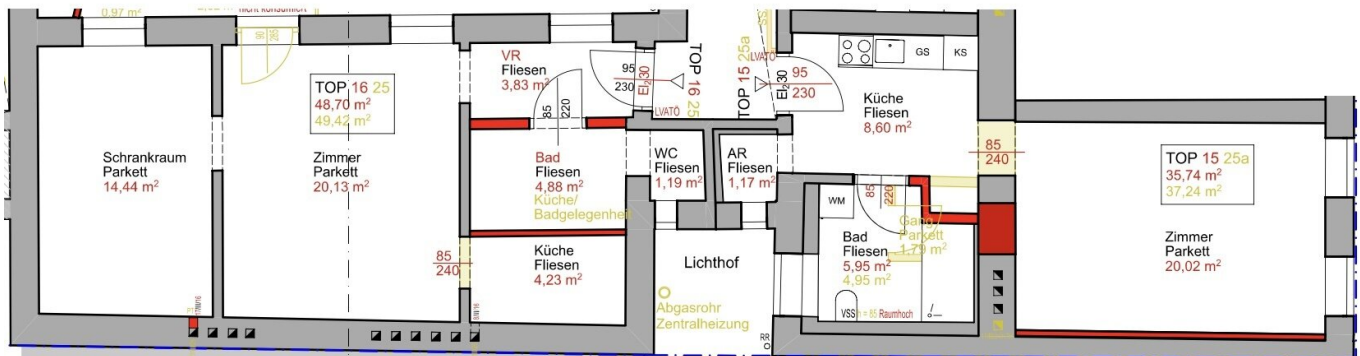 0.97 m²
nicht konsumiert
90
205
TOP 16 25
48,70 m²
49,42 m²
Schrankraum
Parkett
14,44 m²
Zimmer
Parkett
20,13 m²
VR
Fliesen
3,83 m²
95
230
EI₂30
LVATÖ
TOP 16 25
85
220
Bad
Fliesen
4,88 m²
Küche/
Badgelegenheit
WC
Fliesen
1,19 m²
85
240
Küche
Fliesen
4,23 m²
TOP 15 25a
LVATÖ
EI₂30
95
230
AR
Fliesen
1,17 m²
GS
KS
Küche
Fliesen
8,60 m²
85
240
85
220
WM
Gang
Parkett
1.79 m²
Bad
Fliesen
5,95 m²
4,95 m²
VSS h = 85 Raumhoch
Lichthof
Abgasrohr
Zentralheizung
RR
TOP 15 25a
35,74 m²
37,24 m²
Zimmer
Parkett
20,02 m²